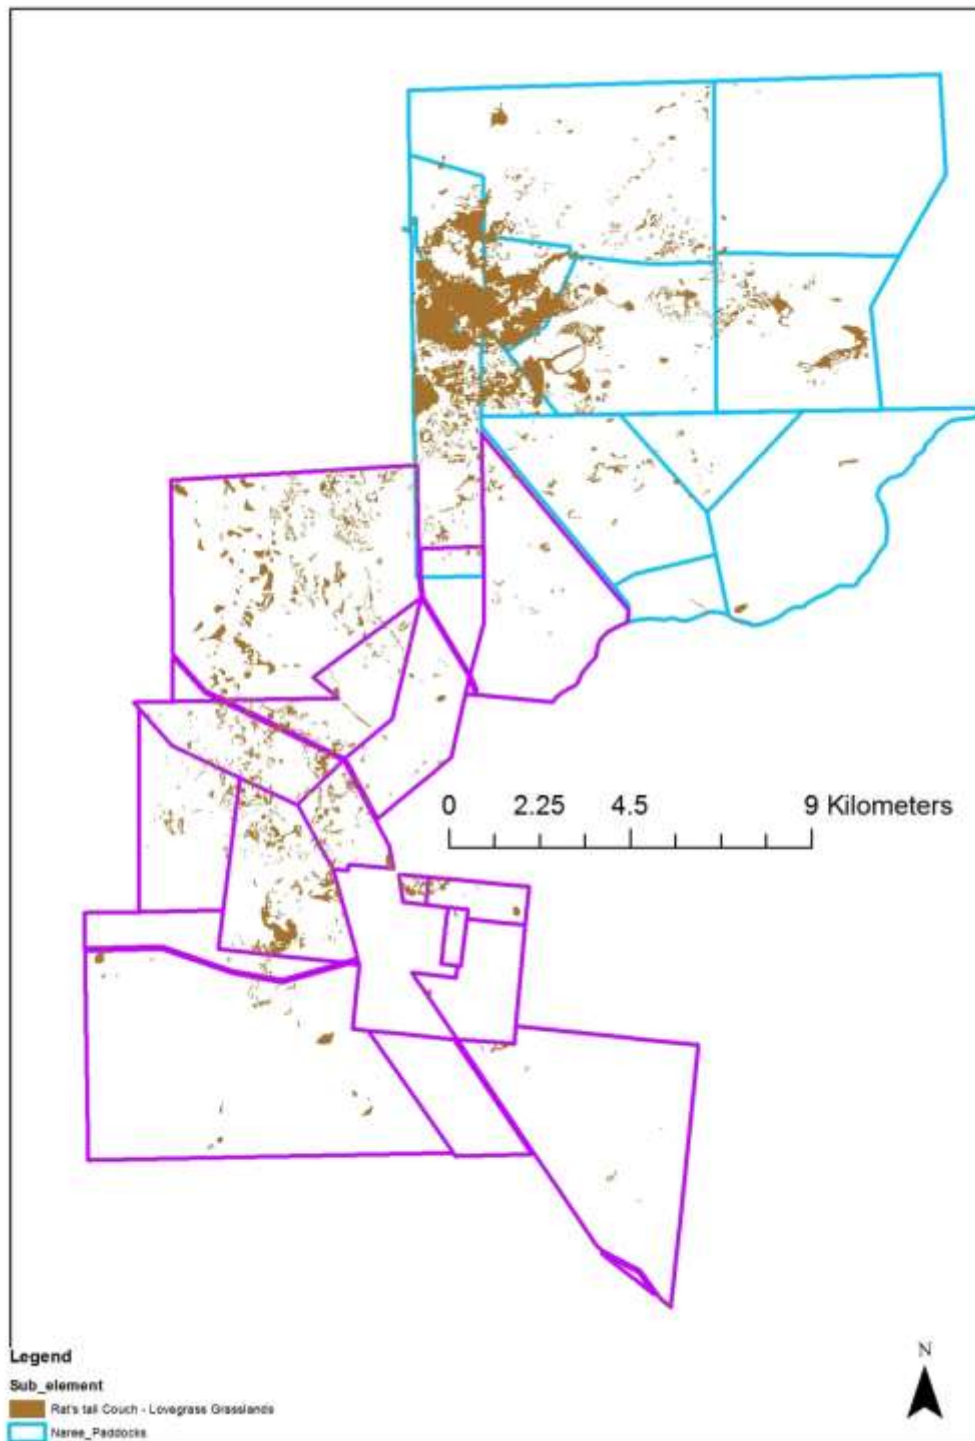 0 2.25 4.5 9 Kilometers
N
Legend
Sub_element
Rat's tail Couch - Lovegrass Grasslands
Naree_Paddocks